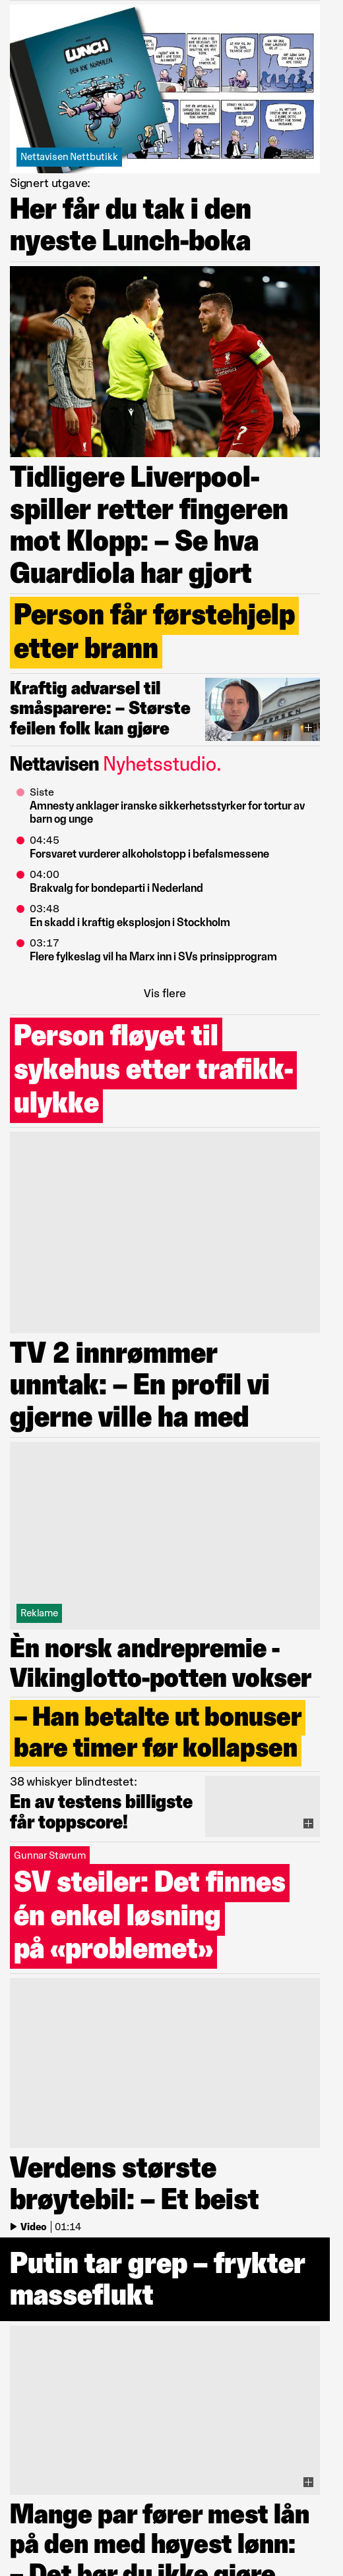 LUNCH
DEN NYE NORMALEN
Nettavisen Nettbutikk
Signert utgave:
Her får du tak i den
nyeste Lunch-boka
7
Tidligere Liverpool-
spiller retter fingeren
mot Klopp: – Se hva
Guardiola har gjort
Person får førstehjelp
etter brann
Kraftig advarsel til
småsparere: – Største
feilen folk kan gjøre
Nettavisen Nyhetsstudio.
Siste
Amnesty anklager iranske sikkerhetsstyrker for tortur av
barn og unge
04:45
Forsvaret vurderer alkoholstopp i befalsmessene
04:00
Brakvalg for bondeparti i Nederland
03:48
En skadd i kraftig eksplosjon i Stockholm
03:17
Flere fylkeslag vil ha Marx inn i SVs prinsipprogram
Vis flere
Person fløyet til
sykehus etter trafikk-
ulykke
TV 2 innrømmer
unntak: – En profil vi
gjerne ville ha med
Reklame
Èn norsk andrepremie -
Vikinglotto-potten vokser
– Han betalte ut bonuser
bare timer før kollapsen
38 whiskyer blindtestet:
En av testens billigste
får toppscore!
Gunnar Stavrum
SV steiler: Det finnes
én enkel løsning
på «problemet»
Verdens største
brøytebil: – Et beist
Video | 01:14
Putin tar grep – frykter
masseflukt
Mange par fører mest lån
på den med høyest lønn:
– Det bør du ikke gjøre